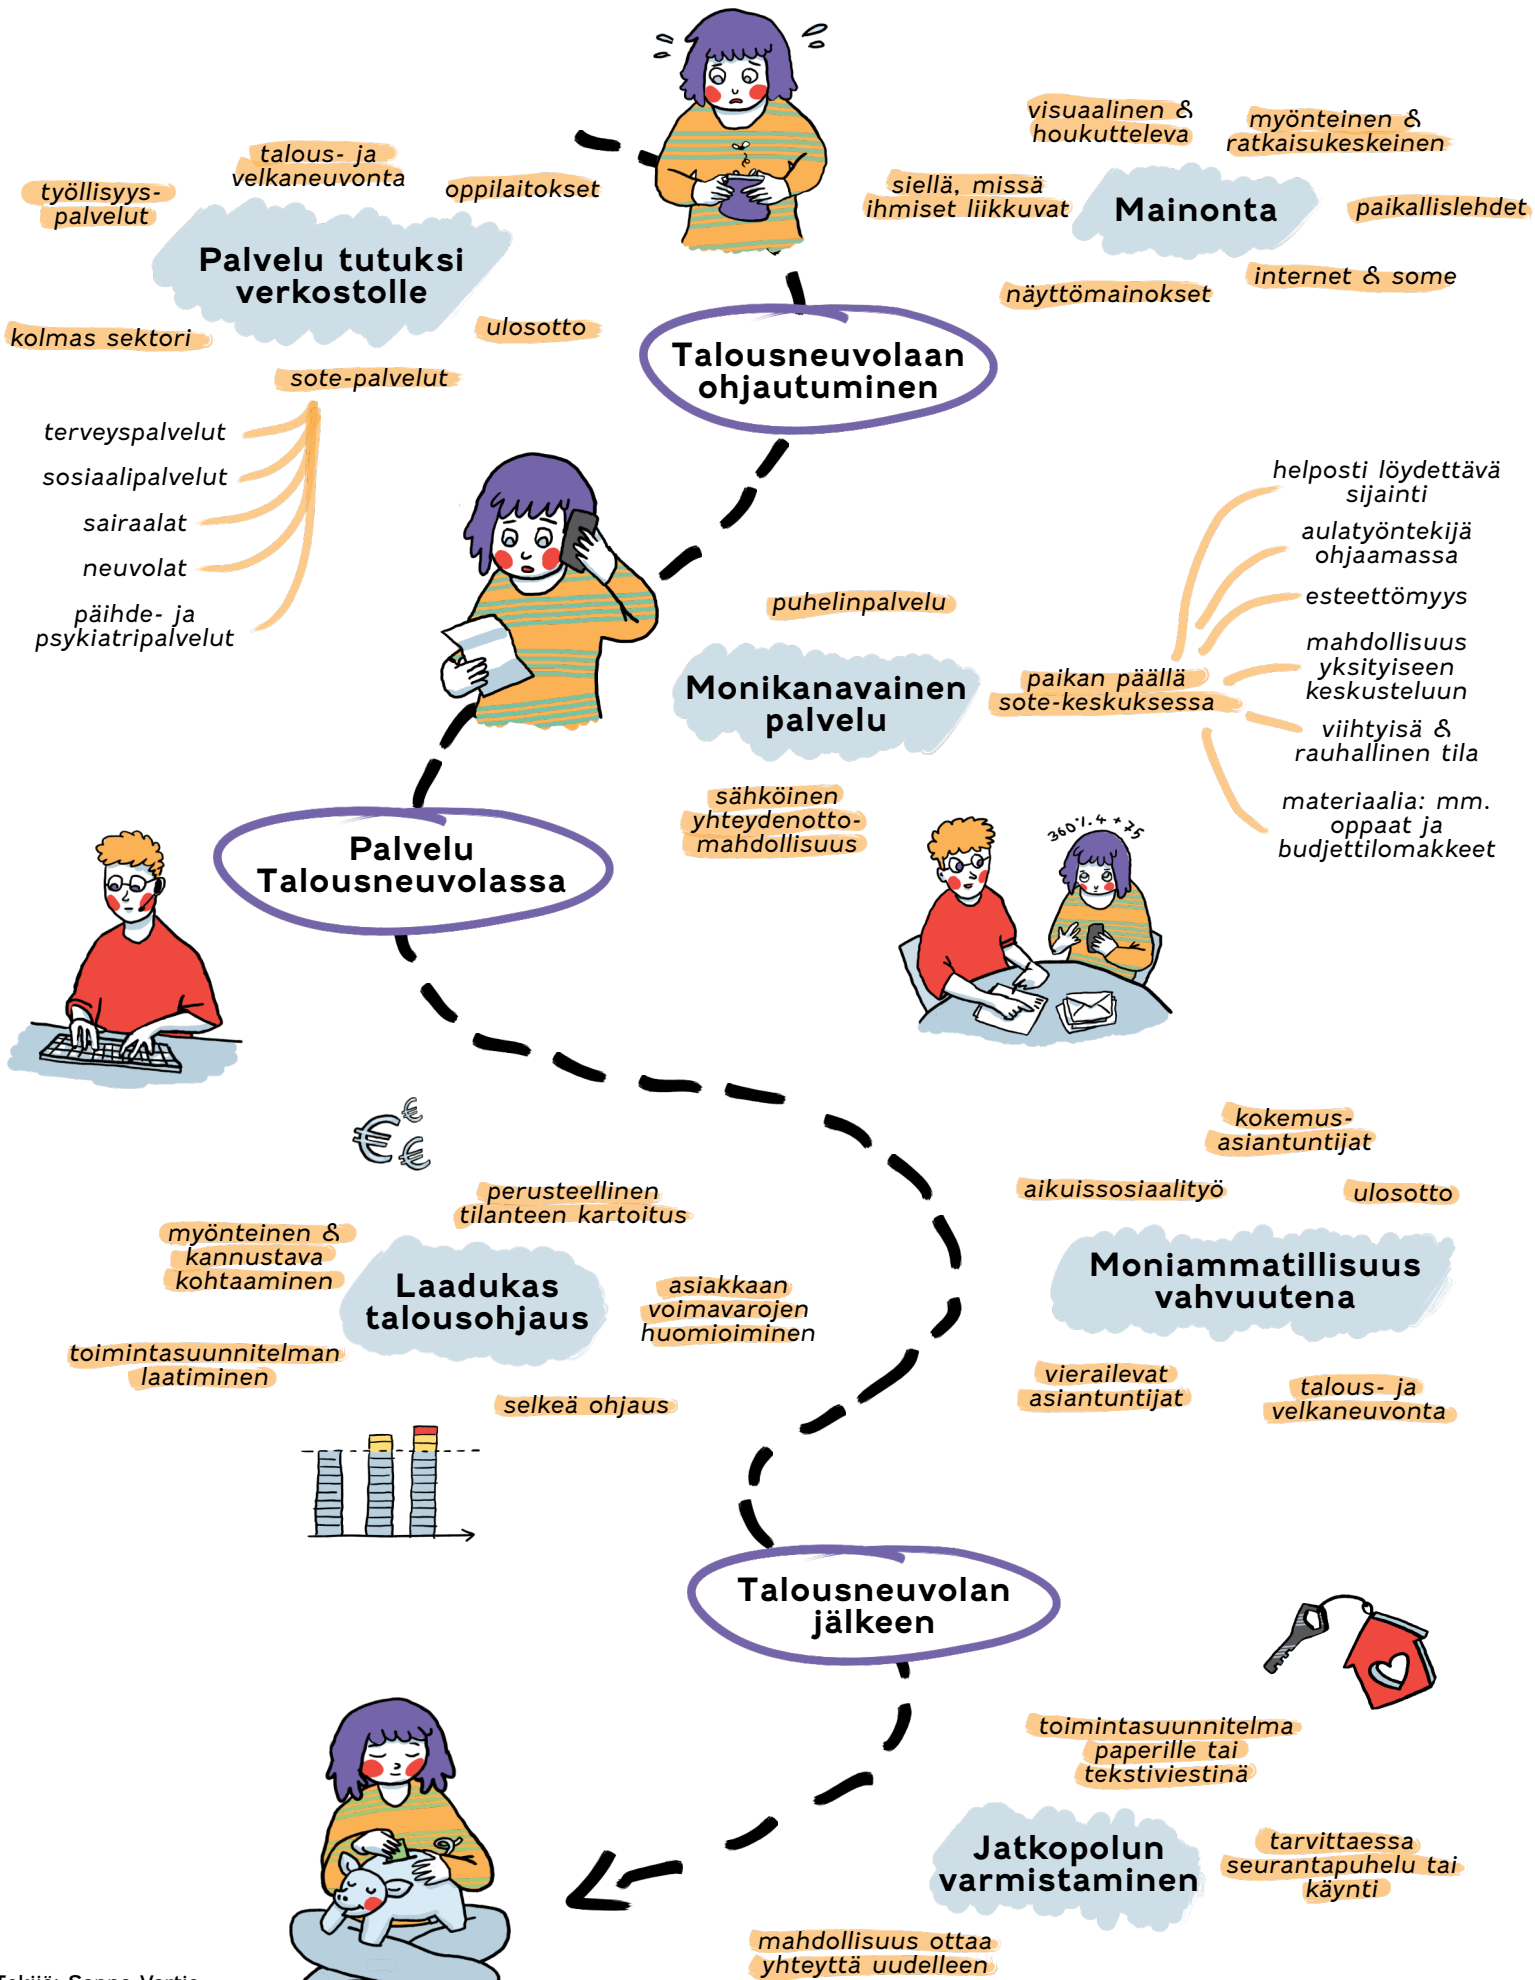 talous- ja
velkaneuvonta
työllisyys-
palvelut
oppilaitokset
Palvelu tutuksi
verkostolle
kolmas sektori
ulosotto
sote-palvelut
terveyspalvelut
sosiaalipalvelut
sairaalat
neuvolat
päihde- ja
psykiatripalvelut
visuaalinen &
houkutteleva
myönteinen &
ratkaisukeskeinen
siellä, missä
ihmiset liikkuvat
Mainonta
paikallislehdet
näyttömainokset
internet & some
Talousneuvolaan
ohjautuminen
puhelinpalvelu
Monikanavainen
palvelu
paikan päällä
sote-keskuksessa
helposti löydettävä
sijainti
aulatyöntekijä
ohjaamassa
esteettömyys
mahdollisuus
yksityiseen
keskusteluun
viihtyisä &
rauhallinen tila
materiaalia: mm.
oppaat ja
budjettilomakkeet
sähköinen
yhteydenotto-
mahdollisuus
Palvelu
Talousneuvolassa
360%.4 +75
€ €
€
perusteellinen
tilanteen kartoitus
myönteinen &
kannustava
kohtaaminen
Laadukas
talousohjaus
asiakkaan
voimavarojen
huomioiminen
toimintasuunnitelman
laatiminen
selkeä ohjaus
kokemus-
asiantuntijat
aikuissosiaalityö
ulosotto
Moniammatillisuus
vahvuutena
vierailevat
asiantuntijat
talous- ja
velkaneuvonta
Talousneuvolan
jälkeen
toimintasuunnitelma
paperille tai
tekstiviestinä
Jatkopolun
varmistaminen
tarvittaessa
seurantapuhelu tai
käynti
mahdollisuus ottaa
yhteyttä uudelleen